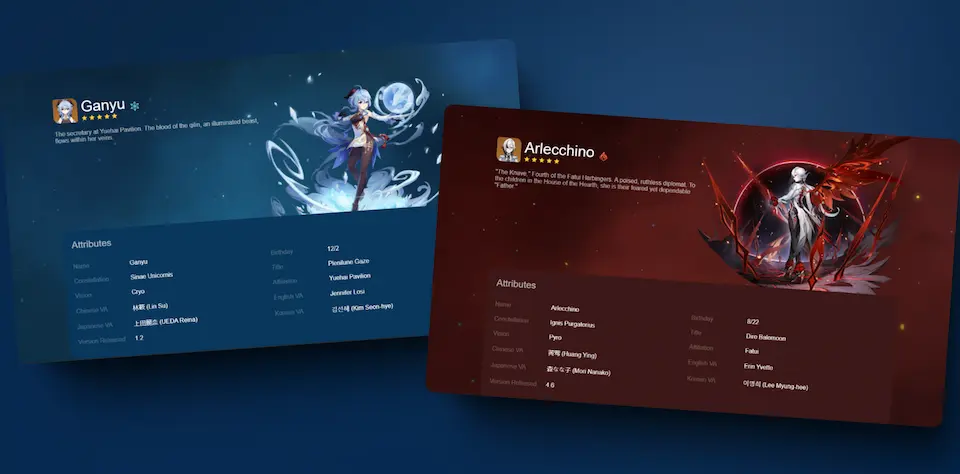 Ganyu
The secretary at Yuehai Pavilion. The blood of the qilin, an illuminated beast,
flows within her veins.
Attributes
Name Ganyu
Constellation Sinae Unicornis
Vision Cryo
Chinese VA 林簌 (Lin Su)
Japanese VA 上田麗奈 (UEDA Reina)
Version Released 1.2
Birthday 12/2
Title Plenilune Gaze
Affiliation Yuehai Pavilion
English VA Jennifer Losi
Korean VA 김선혜 (Kim Seon-hye)
Arlecchino
"The Knave," Fourth of the Fatui Harbingers. A poised, ruthless diplomat. To
the children in the House of the Hearth, she is their feared yet dependable
"Father."
Attributes
Name Arlecchino
Constellation Ignis Purgatorius
Vision Pyro
Chinese VA 黄莺 (Huang Ying)
Japanese VA 森なな子 (Mori Nanako)
Version Released 4.6
Birthday 8/22
Title Dire Balemoon
Affiliation Fatui
English VA Erin Yvette
Korean VA 이명희 (Lee Myung-hee)